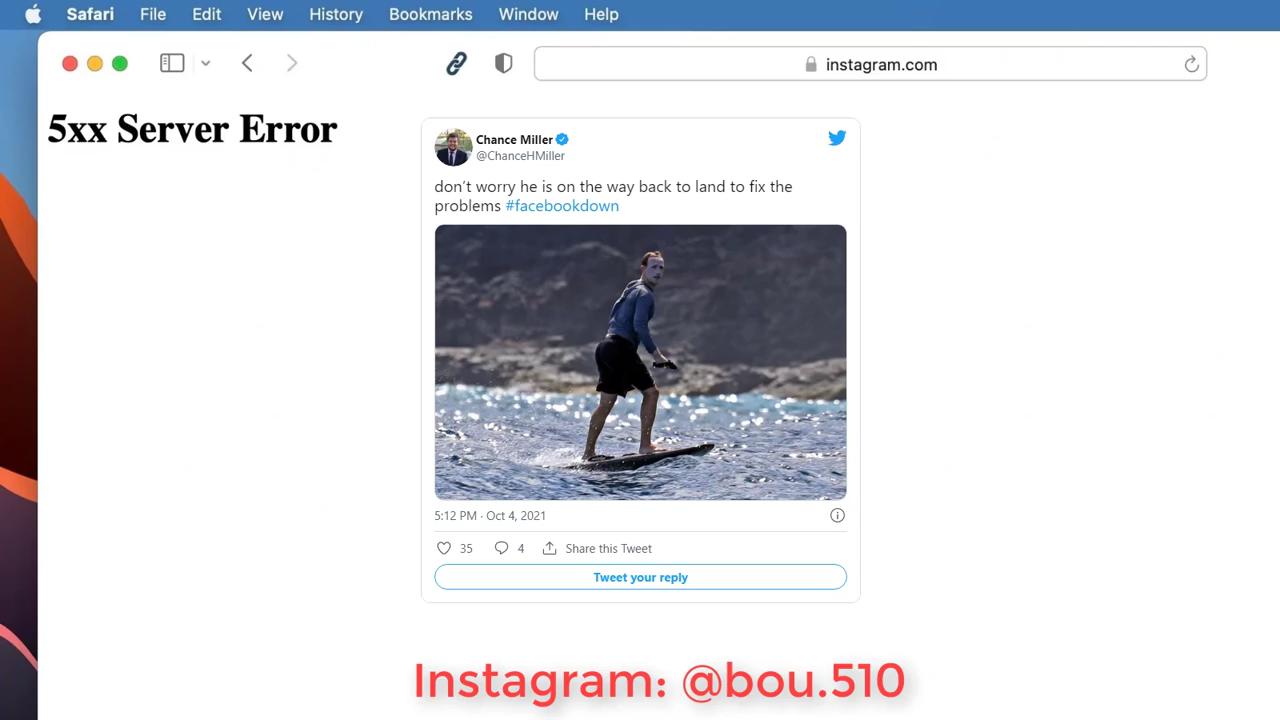 Safari File Edit View History Bookmarks Window Help
instagram.com
5xx Server Error
Chance Miller
@ChanceHMiller
don’t worry he is on the way back to land to fix the
problems #facebookdown
5:12 PM · Oct 4, 2021
35 4 Share this Tweet
Tweet your reply
Instagram: @bou.510